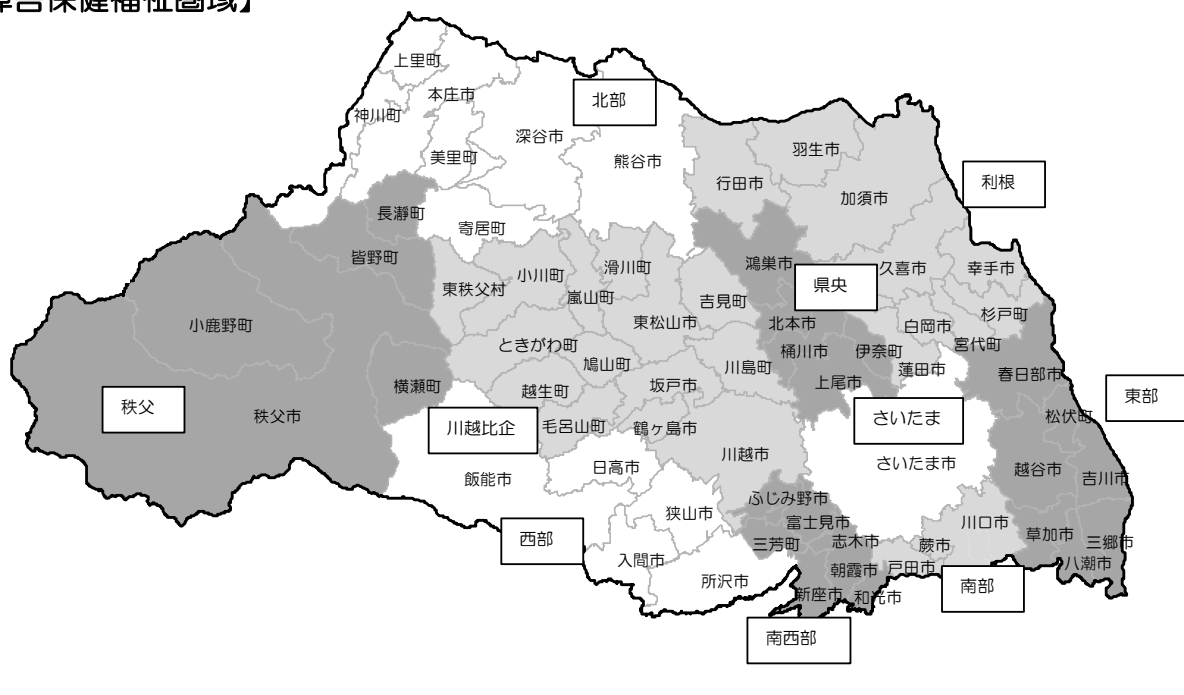 害保健福祉圏域】
上里町
本庄市
神川町
北部
深谷市
美里町
熊谷市
羽生市
行田市
利根
加須市
長瀞町
寄居町
皆野町
鴻巣市
久喜市
幸手市
小川町
滑川町
県央
東秩父村
嵐山町
吉見町
杉戸町
小鹿野町
東松山市
北本市
白岡市
ときがわ町
桶川市
伊奈町
宮代町
鳩山町
川島町
蓮田市
春日部市
横瀬町
越生町
坂戸市
上尾市
東部
秩父
秩父市
川越比企
毛呂山町
鶴ヶ島市
さいたま
松伏町
川越市
さいたま市
日高市
越谷市
飯能市
吉川市
ふじみ野市
狭山市
富士見市
川口市
西部
三芳町
志木市
蕨市
草加市
三郷市
入間市
朝霞市
戸田市
八潮市
所沢市
南部
新座市
和光市
南西部